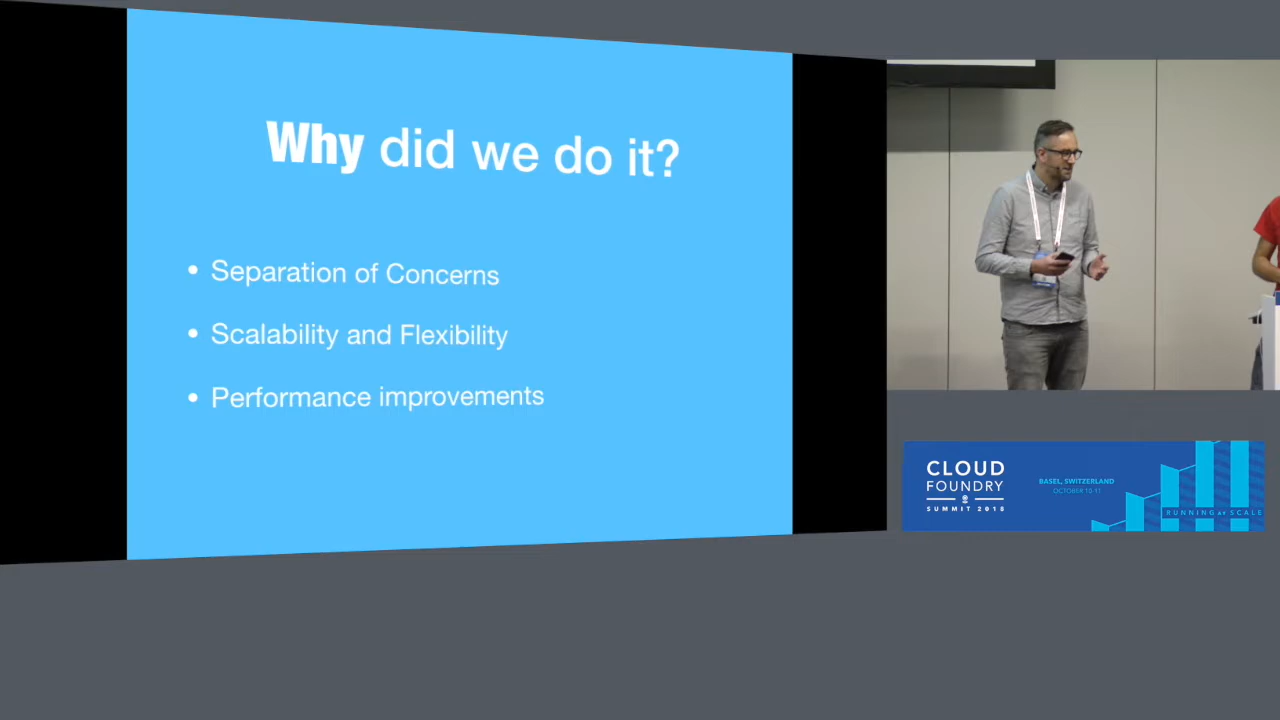 Why did we do it?
• Separation of Concerns
• Scalability and Flexibility
• Performance improvements
CLOUD
FOUNDRY
SUMMIT 2018
BASEL, SWITZERLAND
OCTOBER 10-11
RUNNING AT SCALE